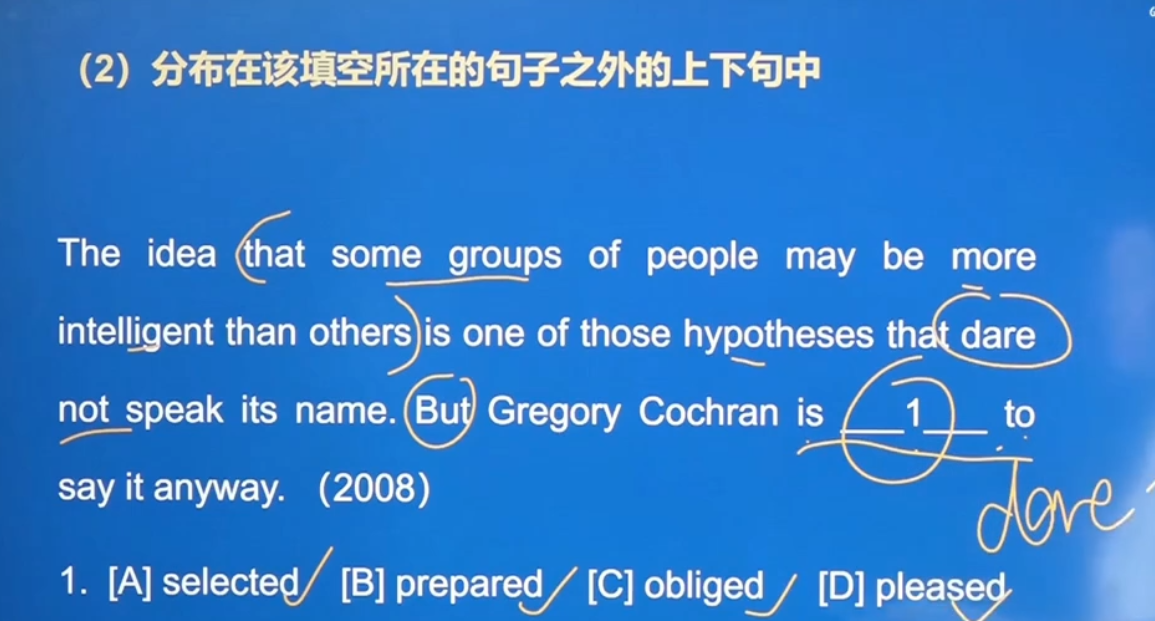 （2）分布在该填空所在的句子之外的上下句中
The idea that some groups of people may be more
intelligent than others is one of those hypotheses that dare
not speak its name. But Gregory Cochran is ___1___ to
say it anyway. （2008）
dare
1. [A] selected [B] prepared [C] obliged [D] pleased